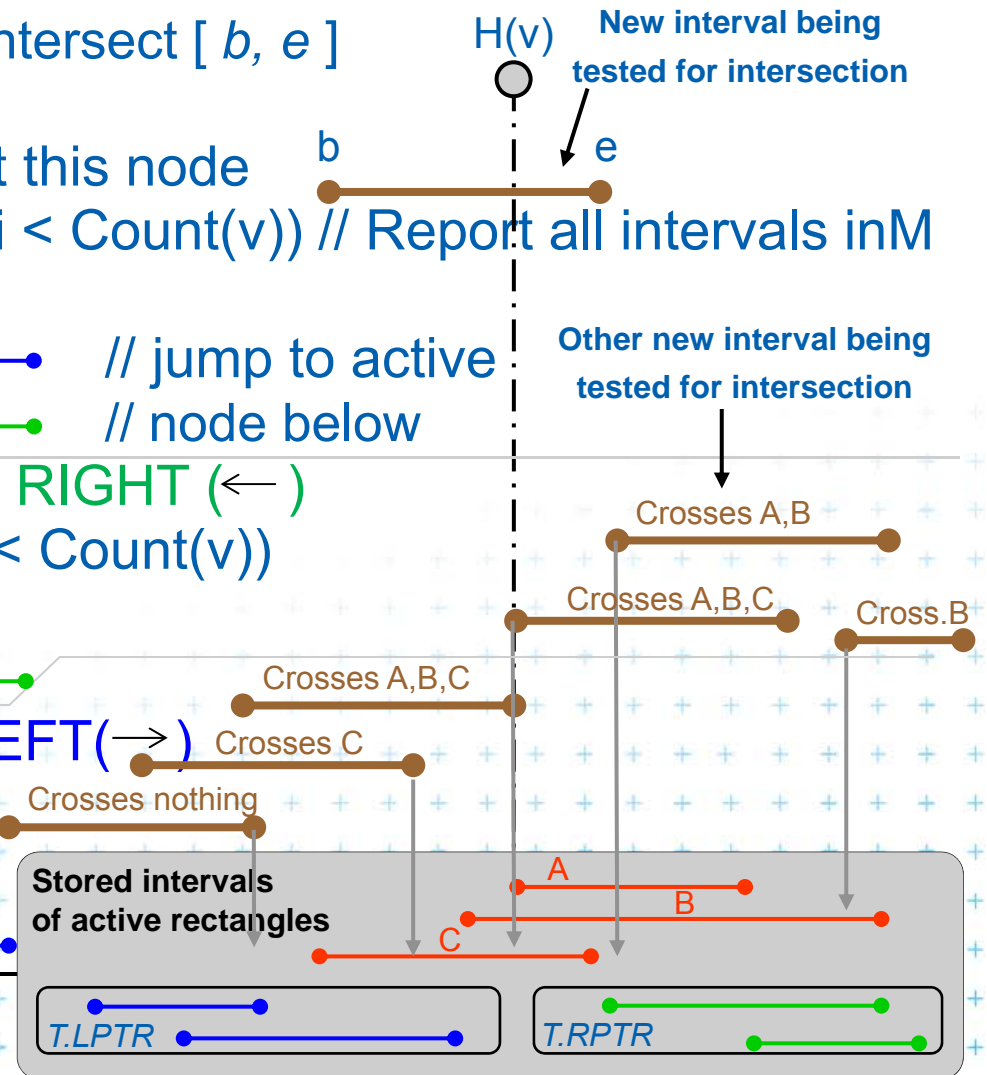 ntersect [ b, e ]
H(v)
New interval being
tested for intersection
b
e
t this node
i < Count(v)) // Report all intervals inM
// jump to active
// node below
Other new interval being
tested for intersection
RIGHT (←)
< Count(v))
Crosses A,B
Crosses A,B,C
Cross.B
Crosses A,B,C
EFT(→)
Crosses C
Crosses nothing
Stored intervals
of active rectangles
A
B
C
T.LPTR
T.RPTR